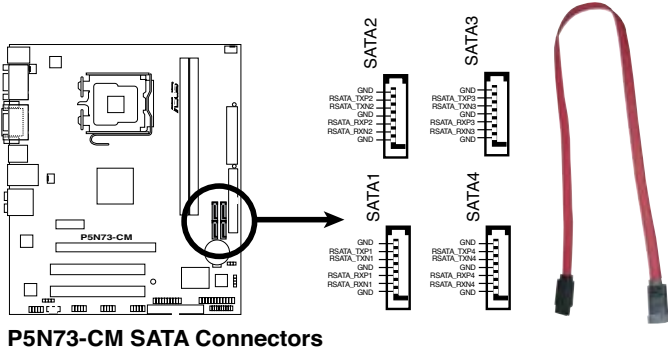 SATA2
GND
RSATA_TXP2
RSATA_TXN2
GND
RSATA_RXP2
RSATA_RXN2
GND
SATA3
GND
RSATA_TXP3
RSATA_TXN3
GND
RSATA_RXP3
RSATA_RXN3
GND
SATA1
GND
RSATA_TXP1
RSATA_TXN1
GND
RSATA_RXP1
RSATA_RXN1
GND
SATA4
GND
RSATA_TXP4
RSATA_TXN4
GND
RSATA_RXP4
RSATA_RXN4
GND
ASUS
P5N73-CM
P5N73-CM SATA Connectors